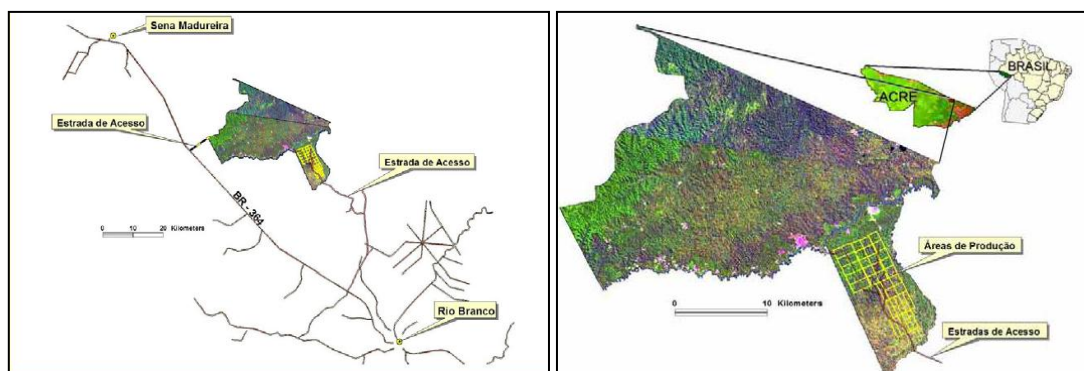 Sena Madureira
Estrada de Acesso
Estrada de Acesso
BR - 364
10 0 10 20 Kilometers
Rio Branco
BRASIL
ACRE
Áreas de Produção
0 10
Kilometers
Estradas de Acesso